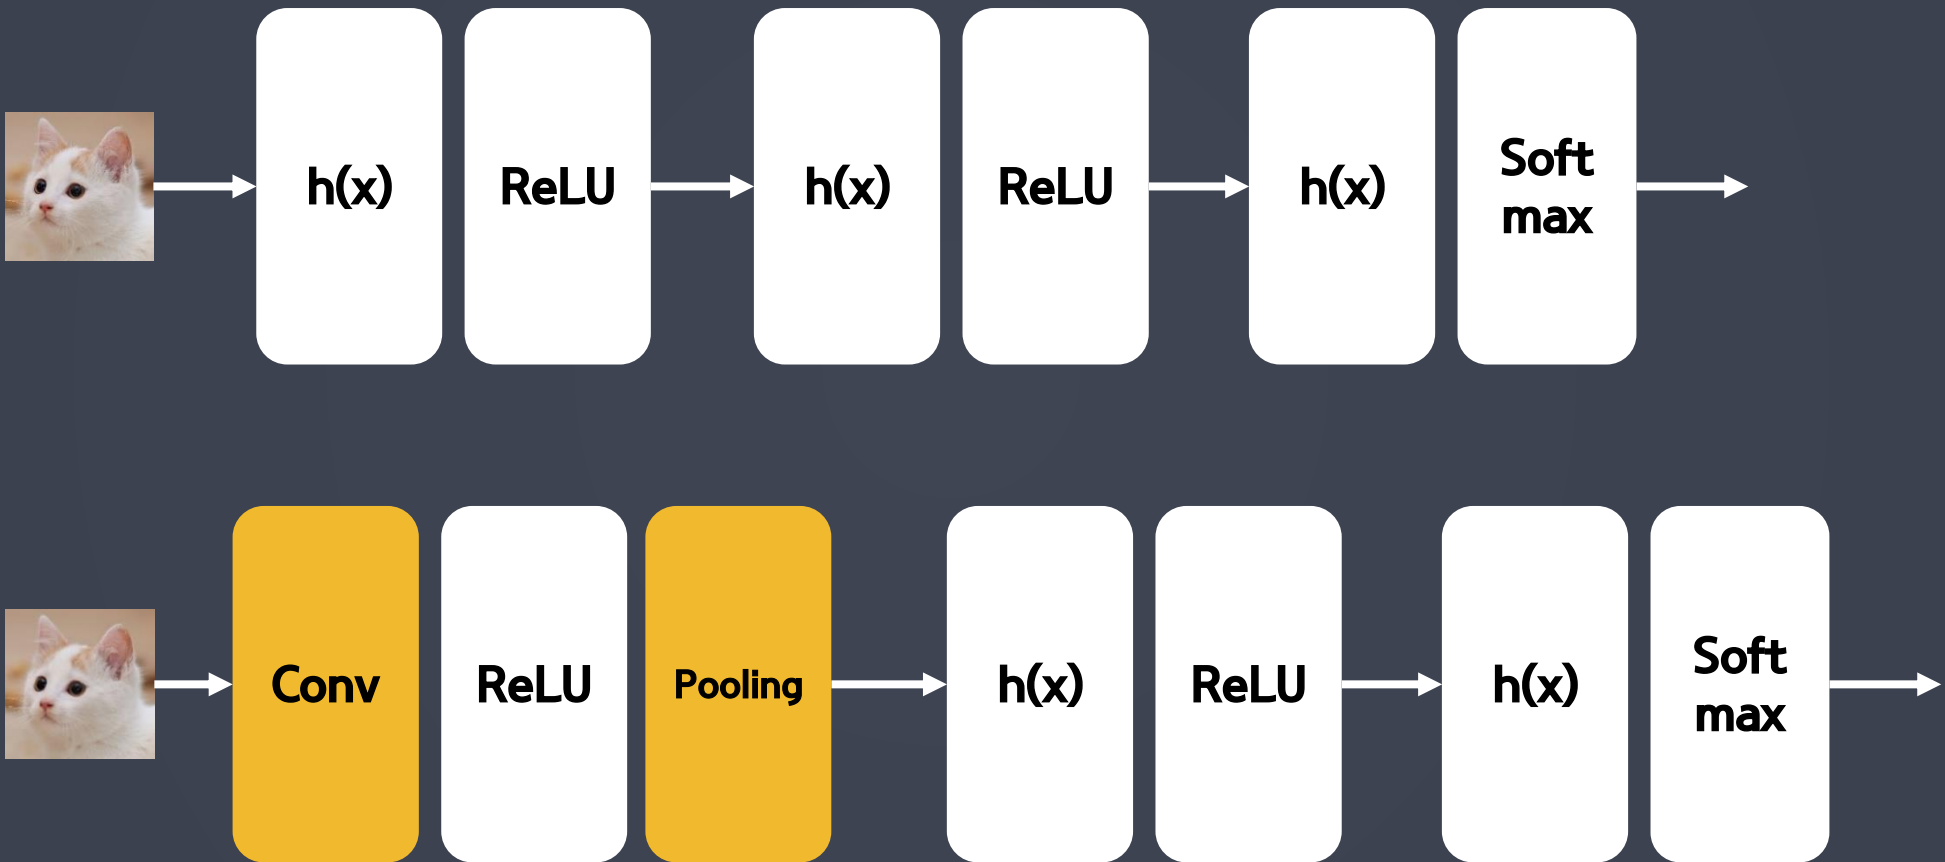 h(x)
ReLU
h(x)
ReLU
h(x)
Soft
max
Conv
ReLU
Pooling
h(x)
ReLU
h(x)
Soft
max